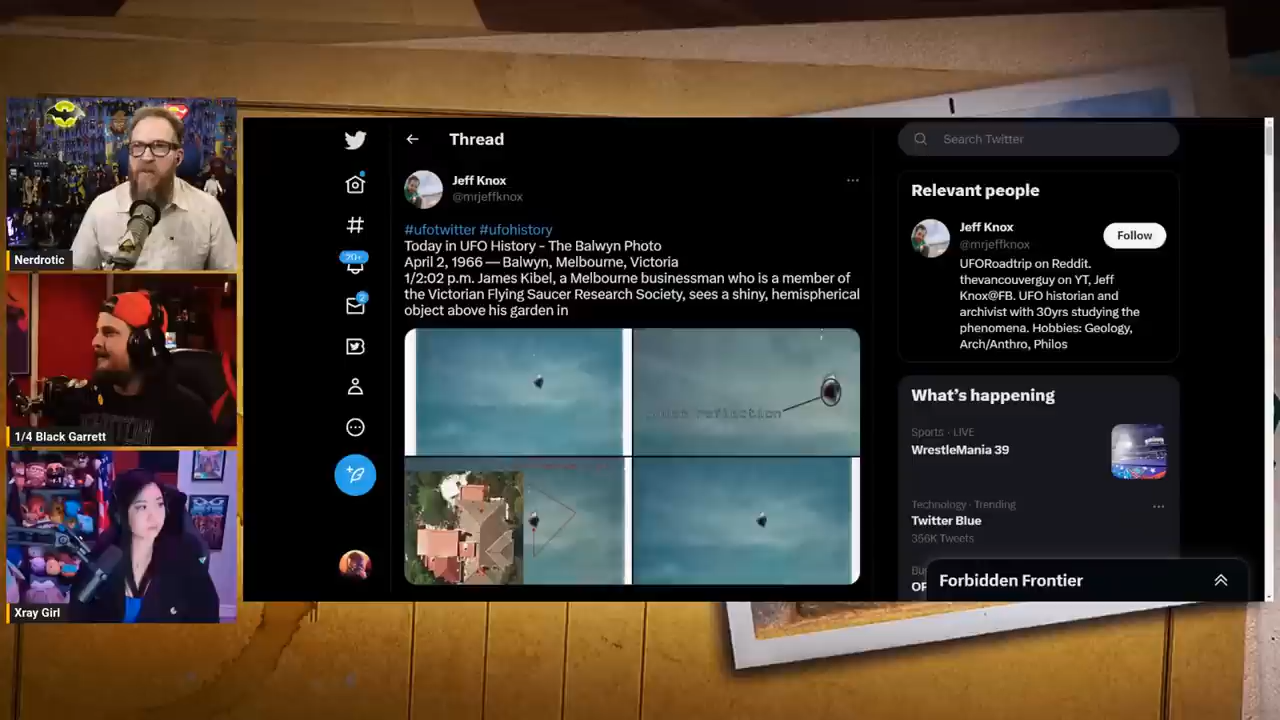 Nerdrotic
1/4 Black Garrett
Xray Girl
20+
2
Thread
Jeff Knox
@mrjeffknox
#ufotwitter #ufohistory
Today in UFO History - The Balwyn Photo
April 2, 1966 — Balwyn, Melbourne, Victoria
1/2:02 p.m. James Kibel, a Melbourne businessman who is a member of
the Victorian Flying Saucer Research Society, sees a shiny, hemispherical
object above his garden in
reflection
Search Twitter
Relevant people
Jeff Knox
@mrjeffknox
Follow
UFORoadtrip on Reddit.
thevancouverguy on YT, Jeff
Knox@FB. UFO historian and
archivist with 30yrs studying the
phenomena. Hobbies: Geology,
Arch/Anthro, Philos
What's happening
Sports · LIVE
WrestleMania 39
Technology · Trending
Twitter Blue
356K Tweets
Forbidden Frontier